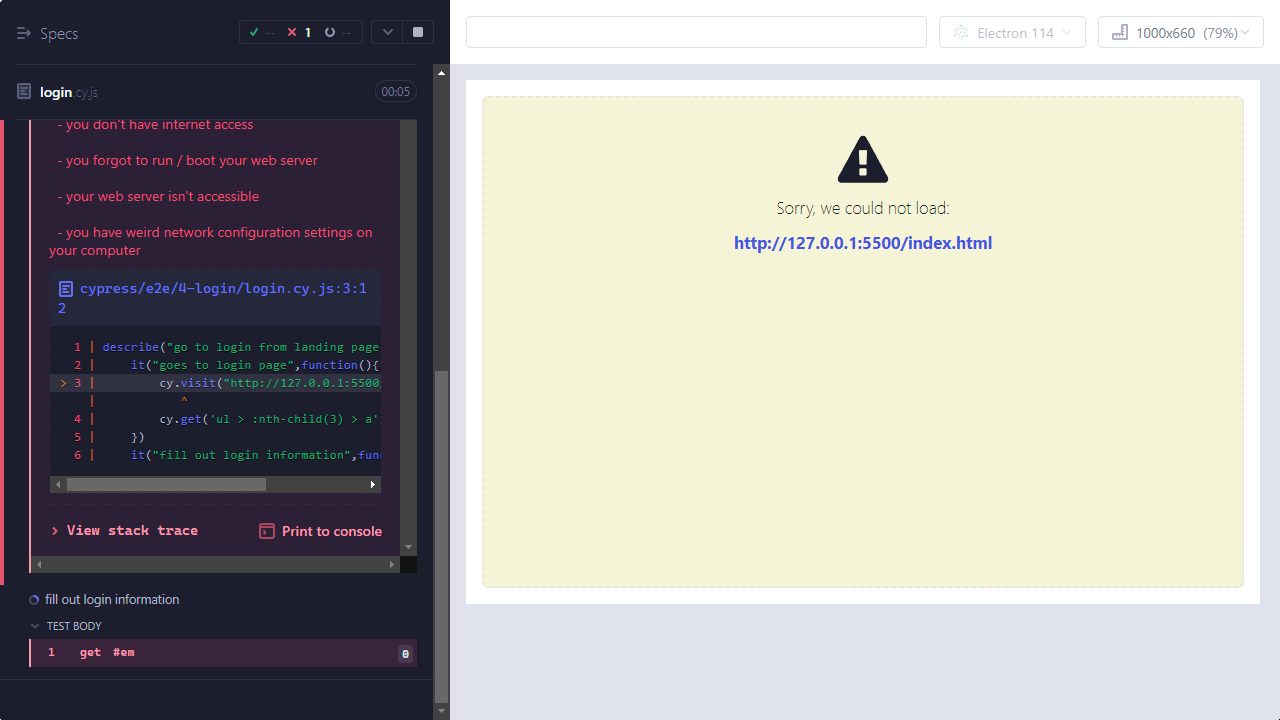 Specs
-- 1 --
login.cy.js 00:05
- you don't have internet access
- you forgot to run / boot your web server
- your web server isn't accessible
- you have weird network configuration settings on
your computer
cypress/e2e/4-login/login.cy.js:3:1
2
1 | describe("go to login from landing page
2 | it("goes to login page",function(){
> 3 | cy.visit("http://127.0.0.1:5500
| ^
4 | cy.get('ul > :nth-child(3) > a'
5 | })
6 | it("fill out login information",fun
View stack trace Print to console
fill out login information
TEST BODY
1 get #em 0
Electron 114
1000x660 (79%)
Sorry, we could not load:
http://127.0.0.1:5500/index.html